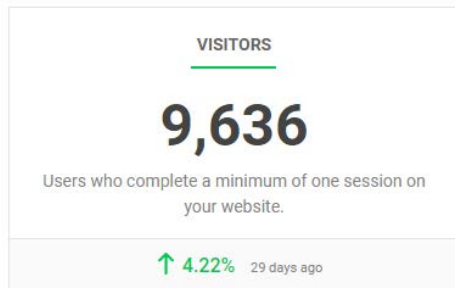 VISITORS
9,636
Users who complete a minimum of one session on
your website.
↑ 4.22% 29 days ago